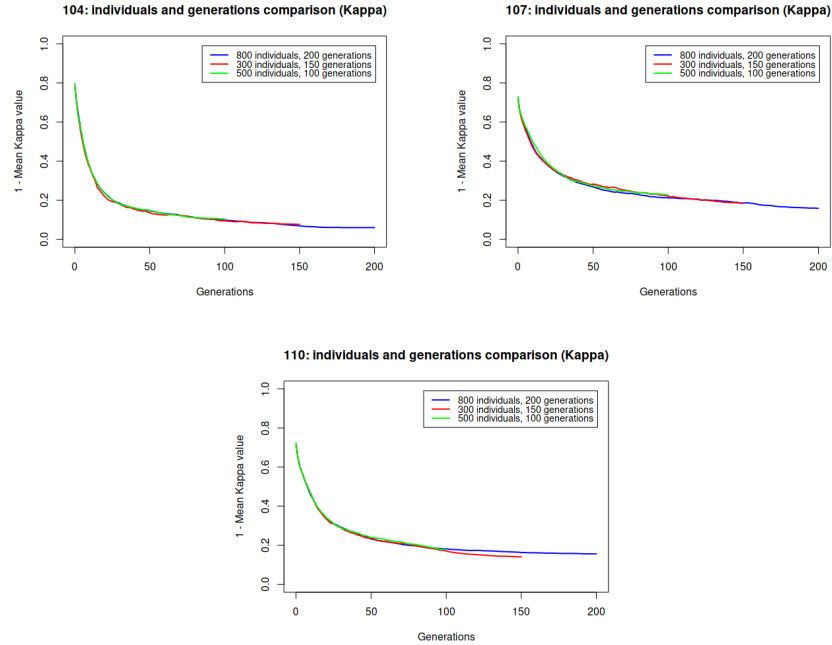 104: individuals and generations comparison (Kappa)
1 - Mean Kappa value
1.0
0.8
0.6
0.4
0.2
0.0
800 individuals, 200 generations
300 individuals, 150 generations
500 individuals, 100 generations
0 50 100 150 200
Generations
107: individuals and generations comparison (Kappa)
1 - Mean Kappa value
1.0
0.8
0.6
0.4
0.2
0.0
800 individuals, 200 generations
300 individuals, 150 generations
500 individuals, 100 generations
0 50 100 150 200
Generations
110: individuals and generations comparison (Kappa)
1 - Mean Kappa value
1.0
0.8
0.6
0.4
0.2
0.0
800 individuals, 200 generations
300 individuals, 150 generations
500 individuals, 100 generations
0 50 100 150 200
Generations